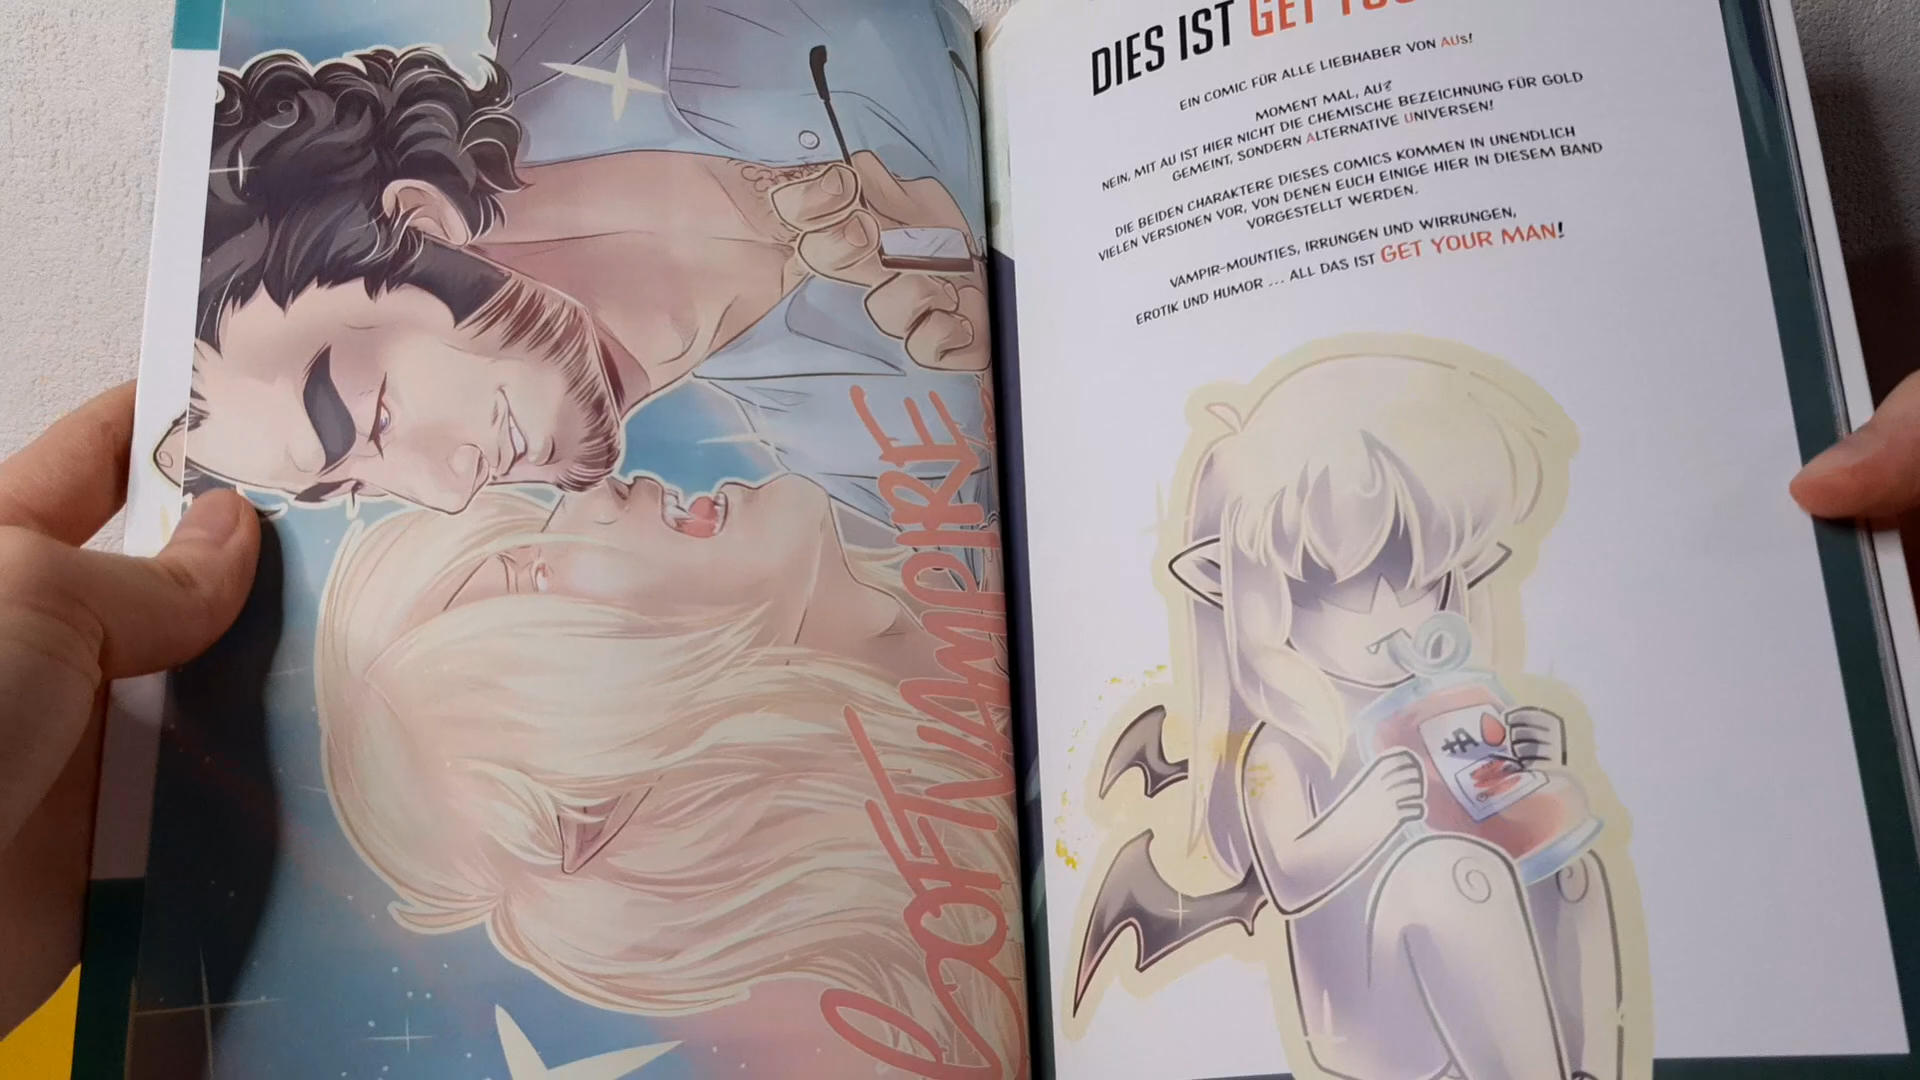 SOFT VAMPIRE
DIES IST GET
EIN COMIC FÜR ALLE LIEBHABER VON AUs!
MOMENT MAL, AU?
NEIN, MIT AU IST HIER NICHT DIE CHEMISCHE BEZEICHNUNG FÜR GOLD
GEMEINT, SONDERN ALTERNATIVE UNIVERSEN!
DIE BEIDEN CHARAKTERE DIESES COMICS KOMMEN IN UNENDLICH
VIELEN VERSIONEN VOR, VON DENEN EUCH EINIGE HIER IN DIESEM BAND
VORGESTELLT WERDEN.
VAMPIR-MOUNTIES, IRRUNGEN UND WIRRUNGEN,
EROTIK UND HUMOR ... ALL DAS IST GET YOUR MAN!
+A